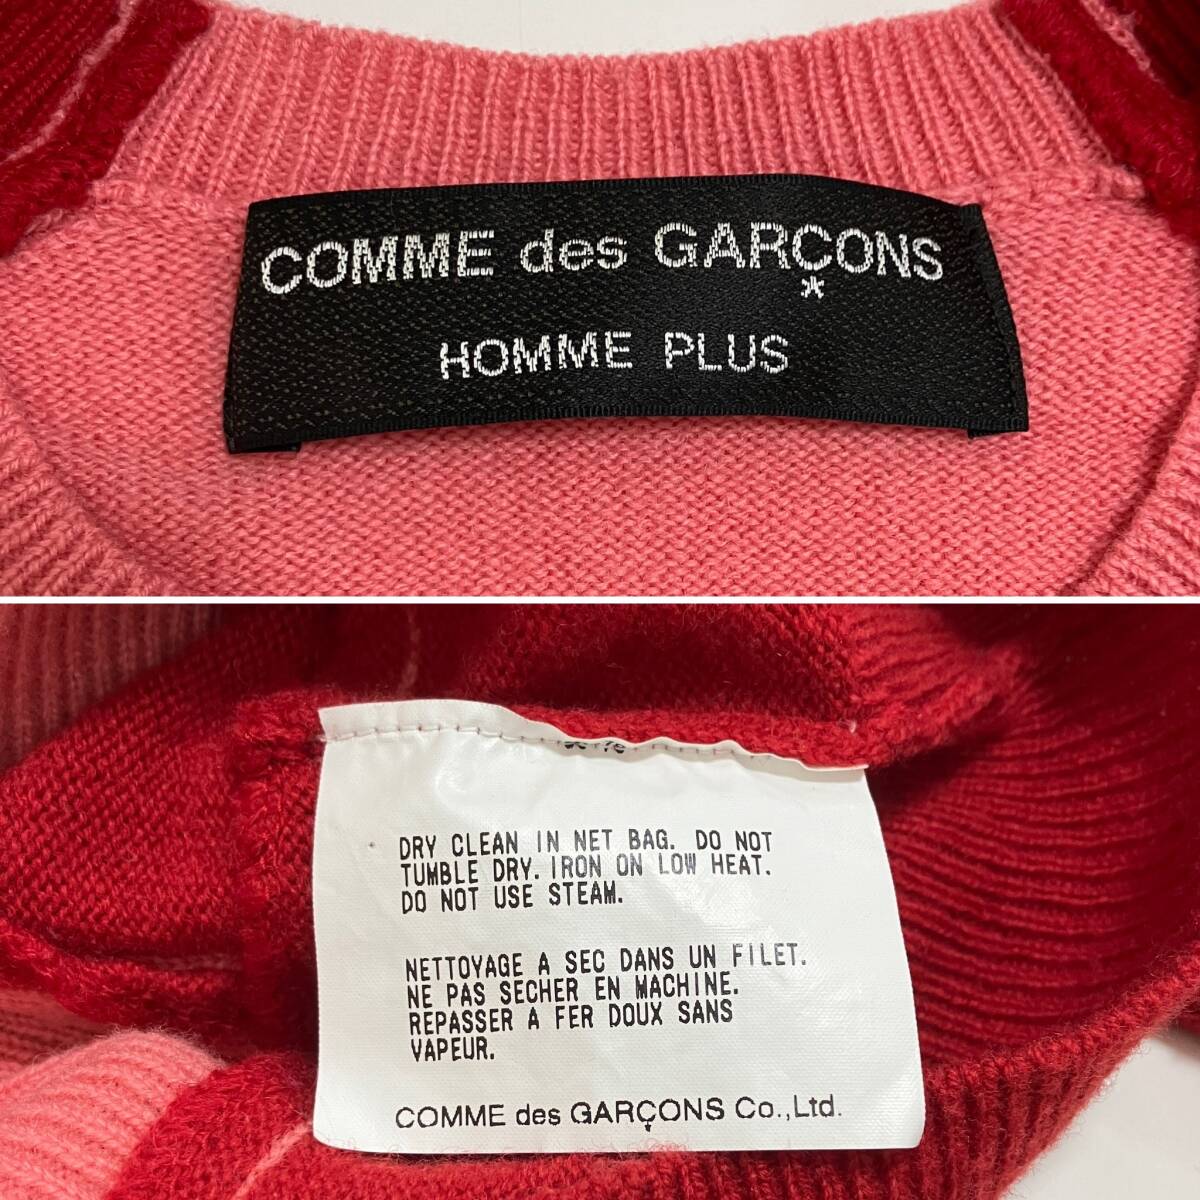 COMME des GARÇONS
*
HOMME PLUS
DRY CLEAN IN NET BAG. DO NOT
TUMBLE DRY. IRON ON LOW HEAT.
DO NOT USE STEAM.
NETTOYAGE A SEC DANS UN FILET.
NE PAS SECHER EN MACHINE.
REPASSER A FER DOUX SANS
VAPEUR.
COMME des GARÇONS Co.,Ltd.